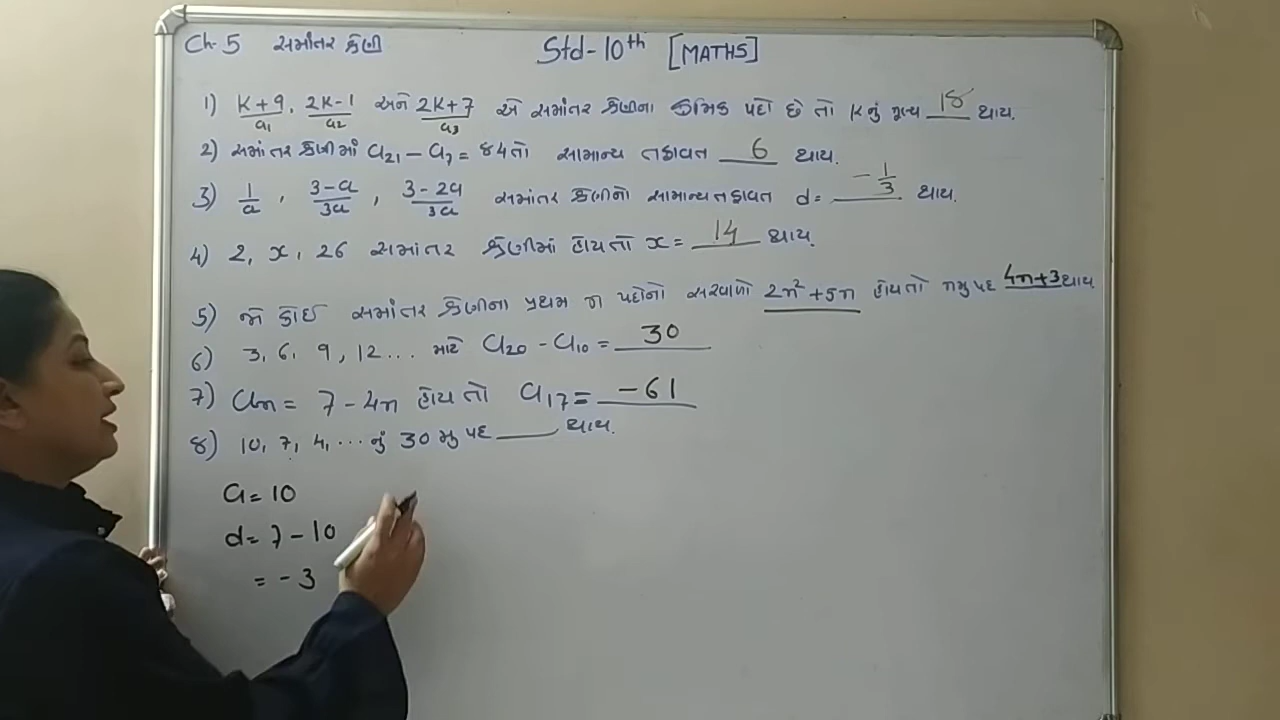 Ch-5 સમાંતર શ્રેણી Std-10th [MATHS]
1) K+9, 2K-1 અને 2K+7 એ સમાંતર શ્રેણીના ક્રમિક પદો છે તો K નું મૂલ્ય 18 થાય.
a1 a2 a3
2) સમાંતર શ્રેણીમાં a21 - a7 = 84 તો સામાન્ય તફાવત 6 થાય.
3) 1/a, 3-a/3a, 3-2a/3a સમાંતર શ્રેણીનો સામાન્ય તફાવત d= -1/3 થાય.
4) 2, x, 26 સમાંતર શ્રેણીમાં હોય તો x= 14 થાય.
5) જો કોઈ સમાંતર શ્રેણીના પ્રથમ n પદોનો સરવાળો 2n²+5n હોય તો nમુ પદ 4n+3 થાય.
6) 3, 6, 9, 12... માટે a20 - a10 = 30
7) an = 7-4n હોય તો a17 = -61
8) 10, 7, 4, ... નું 30 મુ પદ ____ થાય.
a = 10
d = 7 - 10
= -3